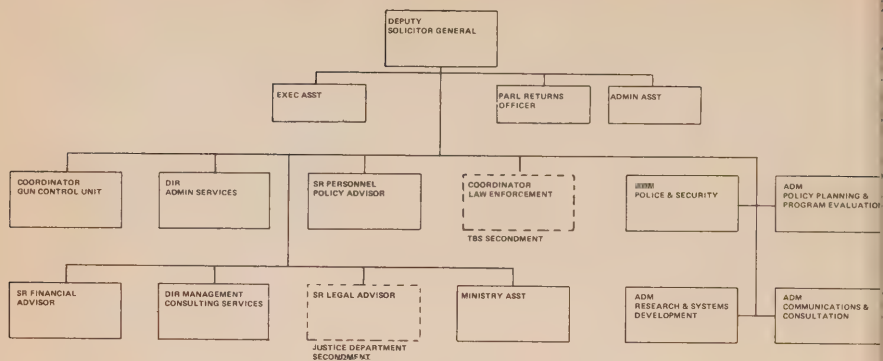 DEPUTY
SOLICITOR GENERAL
EXEC ASST
PARL RETURNS
OFFICER
ADMIN ASST
COORDINATOR
GUN CONTROL UNIT
DIR
ADMIN SERVICES
SR PERSONNEL
POLICY ADVISOR
COORDINATOR
LAW ENFORCEMENT
TBS SECONDMENT
POLICE & SECURITY
ADM
POLICY PLANNING &
PROGRAM EVALUATION
SR FINANCIAL
ADVISOR
DIR MANAGEMENT
CONSULTING SERVICES
SR LEGAL ADVISOR
JUSTICE DEPARTMENT
SECONDMENT
MINISTRY ASST
ADM
RESEARCH & SYSTEMS
DEVELOPMENT
ADM
COMMUNICATIONS &
CONSULTATION